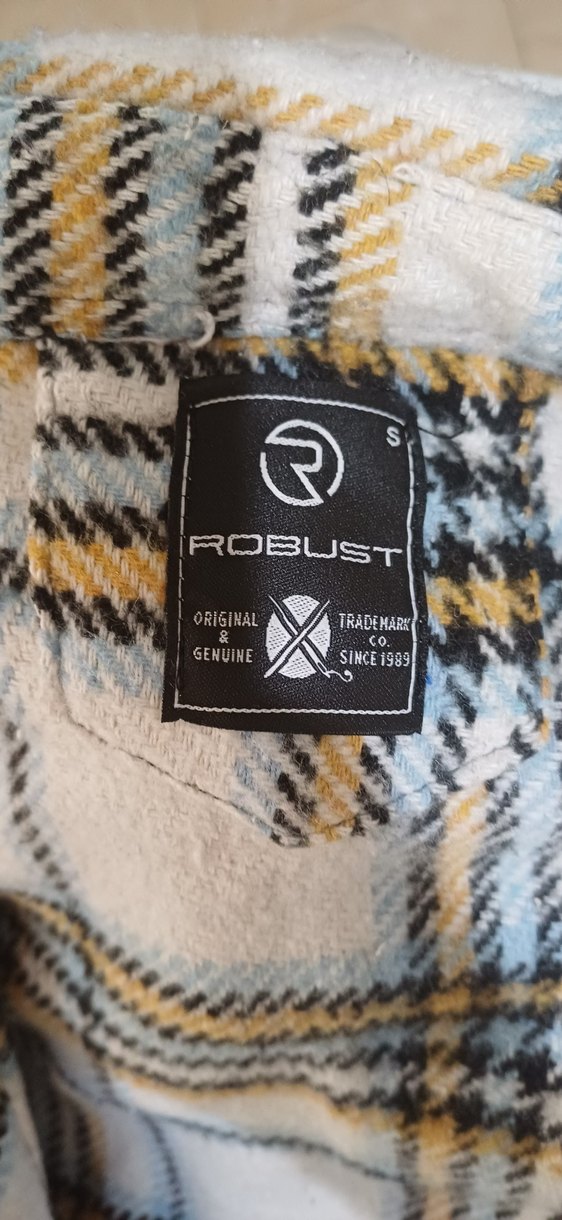 S
R
ROBUST
ORIGINAL
&
GENUINE
TRADEMARK
CO.
SINCE 1989